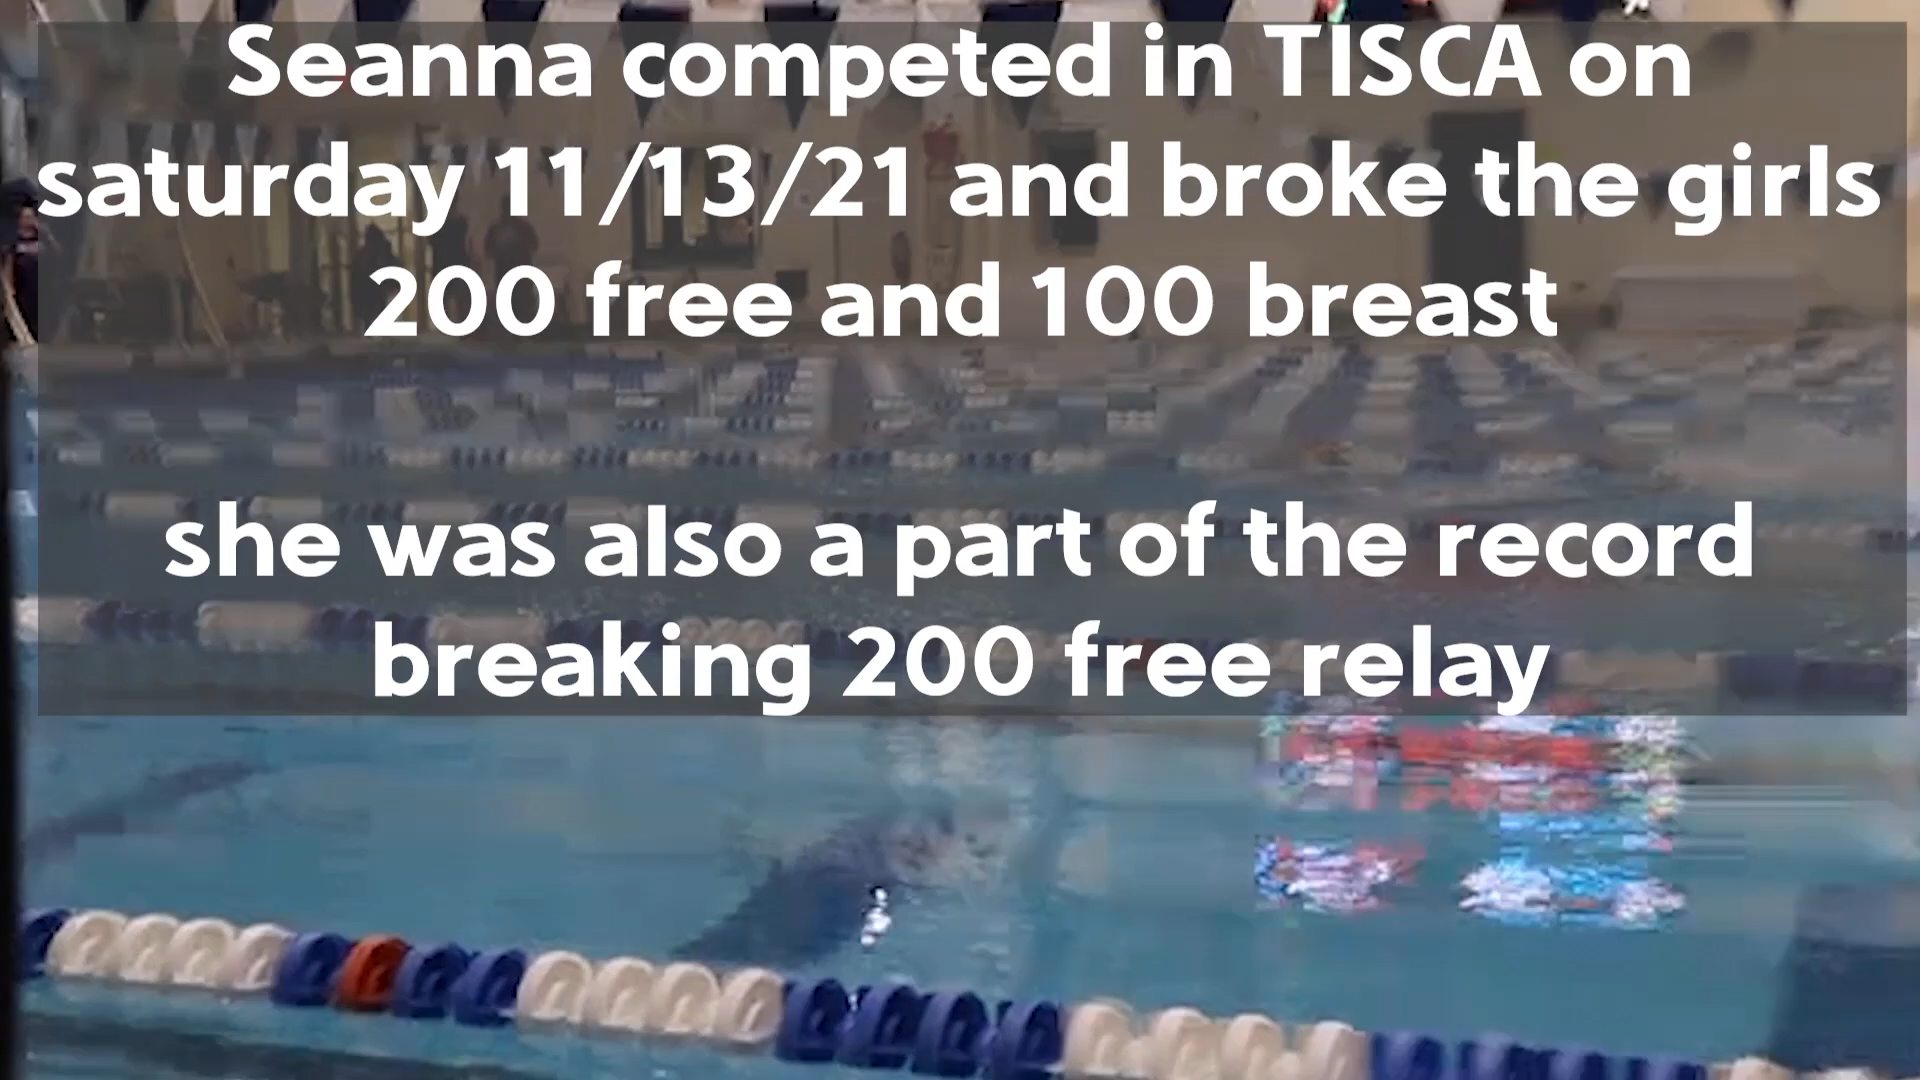 Seanna competed in TISCA on
saturday 11/13/21 and broke the girls
200 free and 100 breast
she was also a part of the record
breaking 200 free relay